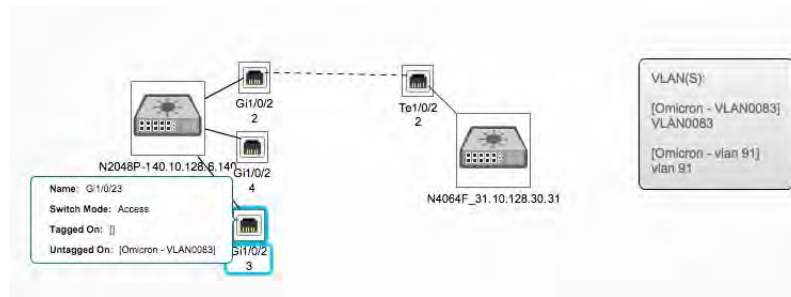 Gi1/0/2
2
Te1/0/2
2
VLAN(S):
[Omicron - VLAN0083]
VLAN0083
[Omicron - vlan 91]
vlan 91
N2048P-1 40.10.128.6.140
Gi1/0/2
4
N4064F_31.10.128.30.31
Name: Gi1/0/23
Switch Mode: Access
Tagged On: []
Untagged On: [Omicron - VLAN0083]
Gi1/0/2
3